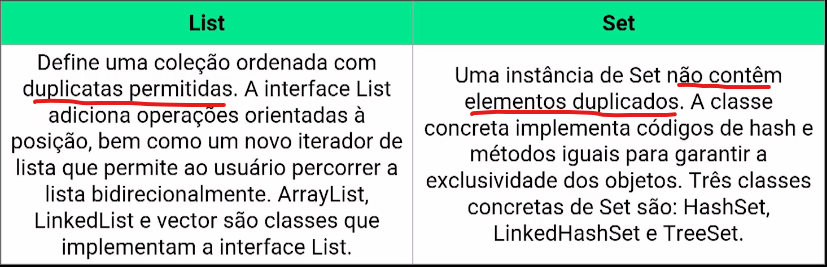 List
Define uma coleção ordenada com
duplicatas permitidas. A interface List
adiciona operações orientadas à
posição, bem como um novo iterador de
lista que permite ao usuário percorrer a
lista bidirecionalmente. ArrayList,
LinkedList e vector são classes que
implementam a interface List.
Set
Uma instância de Set não contêm
elementos duplicados. A classe
concreta implementa códigos de hash e
métodos iguais para garantir a
exclusividade dos objetos. Três classes
concretas de Set são: HashSet,
LinkedHashSet e TreeSet.